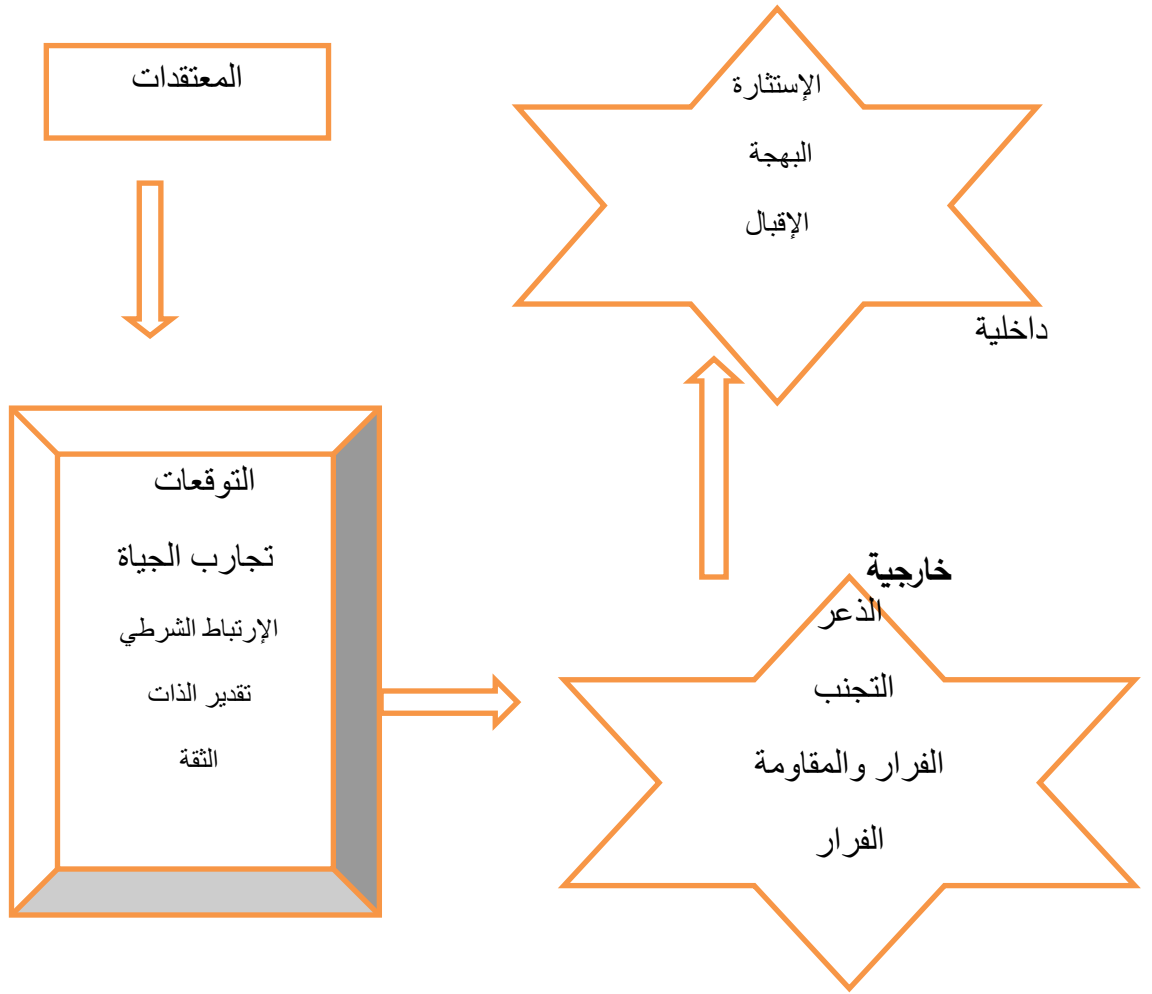 المعتقدات
الإستثارة
البهجة
الإقبال
داخلية
التوقعات
تجارب الجياة
الإرتباط الشرطي
تقدير الذات
الثقة
خارجية
الذعر
التجنب
الفرار والمقاومة
الفرار